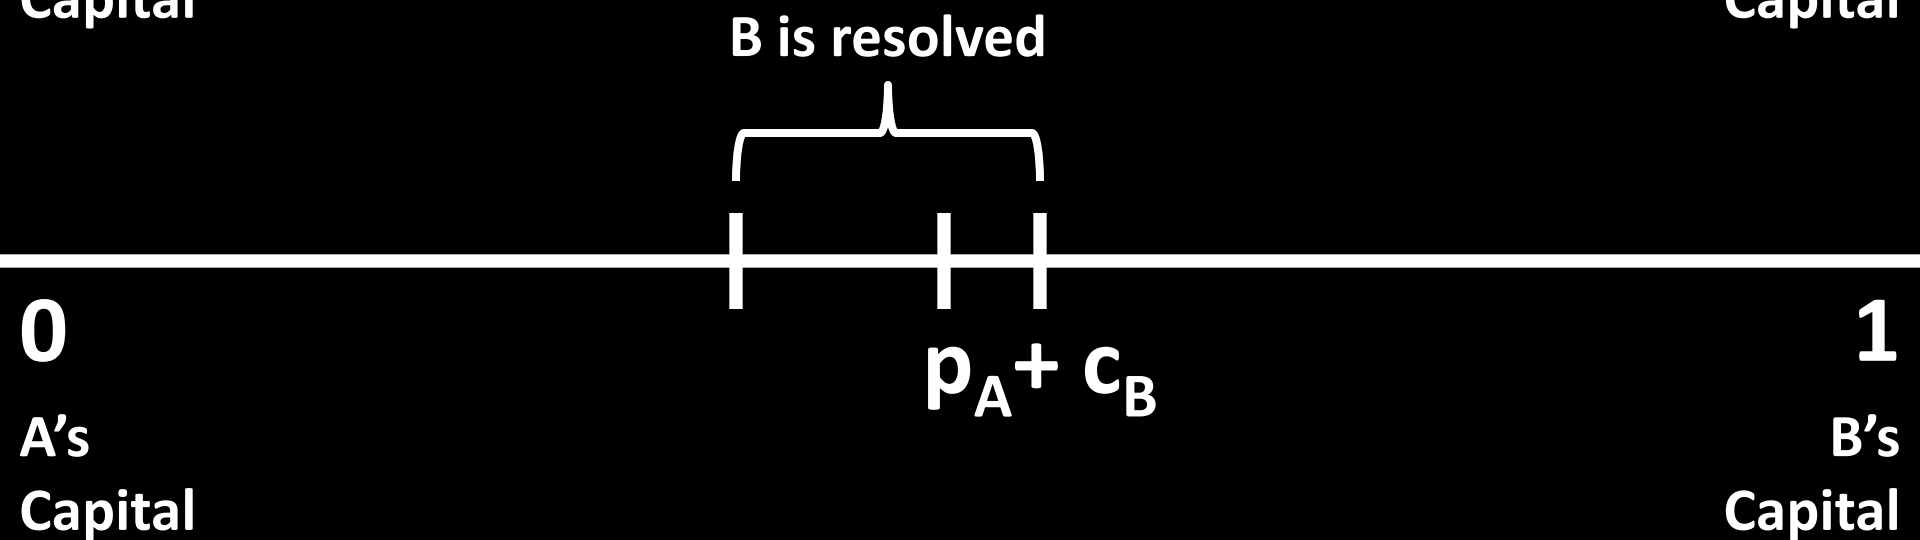 Capital Capital
B is resolved
0 1
pA+ cB
A’s B’s
Capital Capital